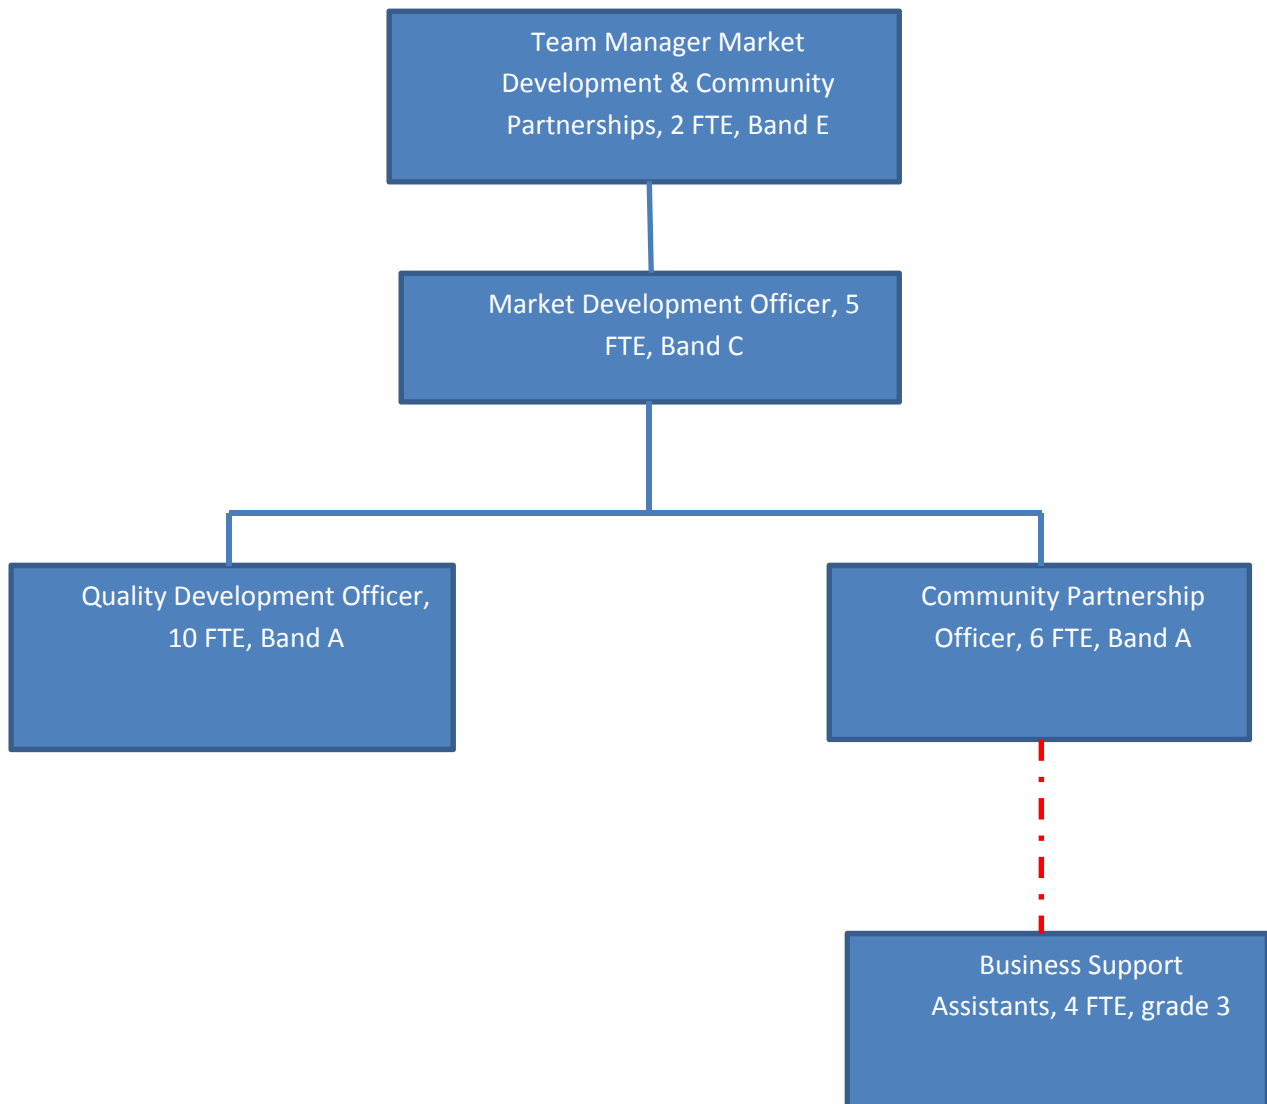 Team Manager Market
Development & Community
Partnerships, 2 FTE, Band E
Market Development Officer, 5
FTE, Band C
Quality Development Officer,
10 FTE, Band A
Community Partnership
Officer, 6 FTE, Band A
Business Support
Assistants, 4 FTE, grade 3